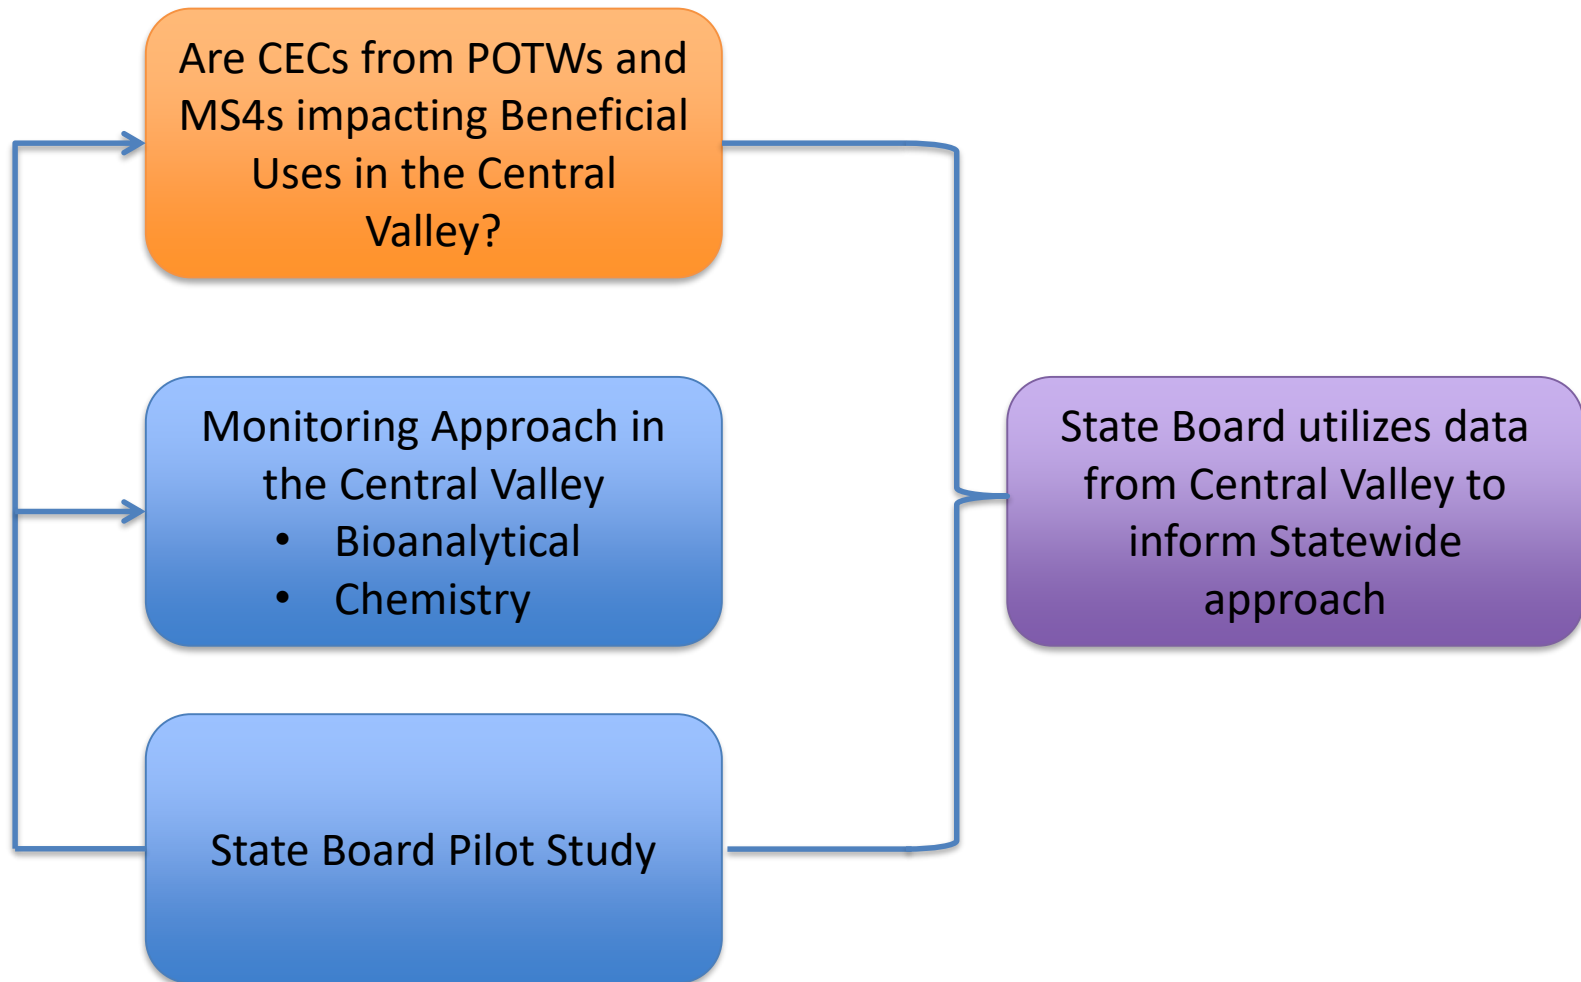 Are CECs from POTWs and
MS4s impacting Beneficial
Uses in the Central
Valley?
Monitoring Approach in
the Central Valley
• Bioanalytical
• Chemistry
State Board Pilot Study
State Board utilizes data
from Central Valley to
inform Statewide
approach